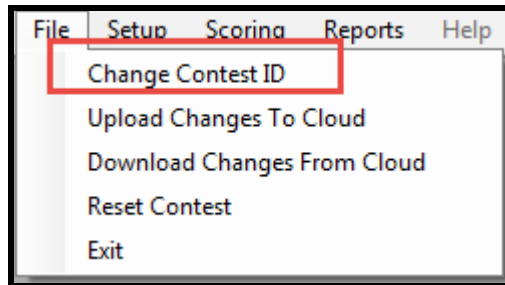 File Setup Scoring Reports Help
Change Contest ID
Upload Changes To Cloud
Download Changes From Cloud
Reset Contest
Exit